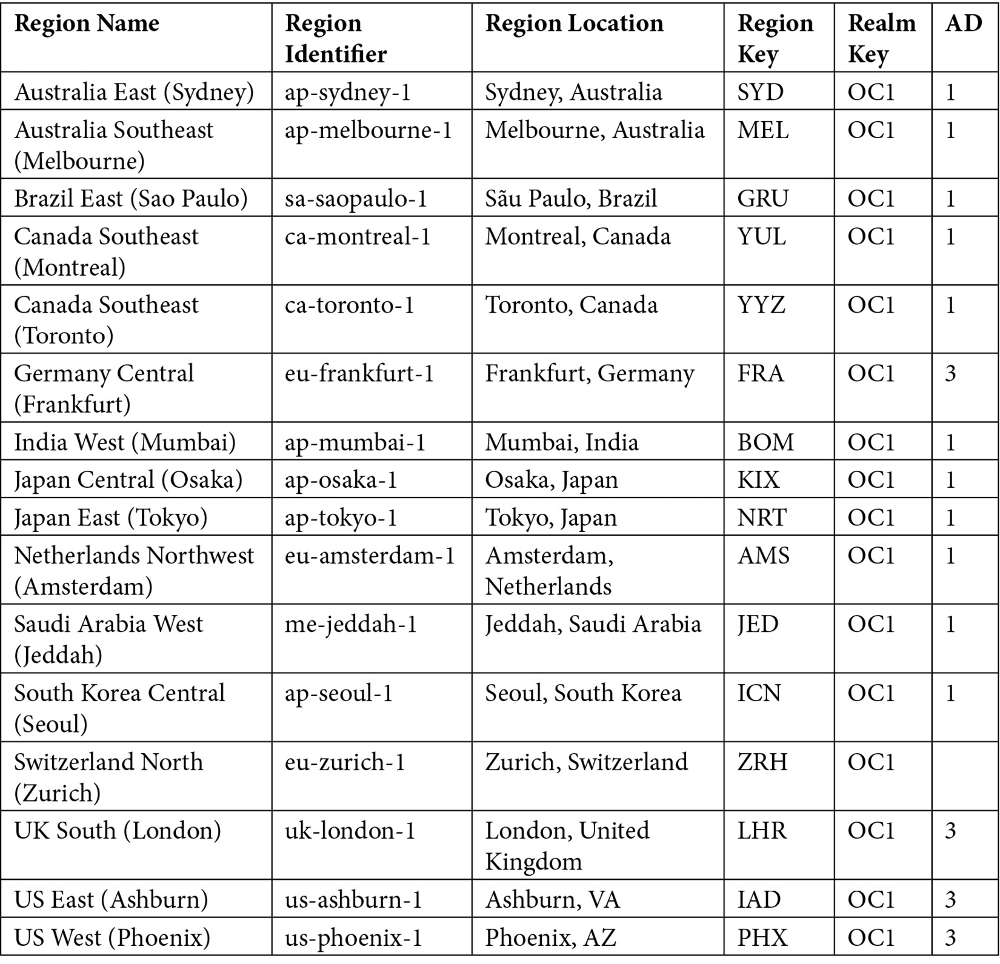 Region Name Region Identifier Region Location Region Key Realm Key AD
Australia East (Sydney) ap-sydney-1 Sydney, Australia SYD OC1 1
Australia Southeast (Melbourne) ap-melbourne-1 Melbourne, Australia MEL OC1 1
Brazil East (Sao Paulo) sa-saopaulo-1 Sãu Paulo, Brazil GRU OC1 1
Canada Southeast (Montreal) ca-montreal-1 Montreal, Canada YUL OC1 1
Canada Southeast (Toronto) ca-toronto-1 Toronto, Canada YYZ OC1 1
Germany Central (Frankfurt) eu-frankfurt-1 Frankfurt, Germany FRA OC1 3
India West (Mumbai) ap-mumbai-1 Mumbai, India BOM OC1 1
Japan Central (Osaka) ap-osaka-1 Osaka, Japan KIX OC1 1
Japan East (Tokyo) ap-tokyo-1 Tokyo, Japan NRT OC1 1
Netherlands Northwest (Amsterdam) eu-amsterdam-1 Amsterdam, Netherlands AMS OC1 1
Saudi Arabia West (Jeddah) me-jeddah-1 Jeddah, Saudi Arabia JED OC1 1
South Korea Central (Seoul) ap-seoul-1 Seoul, South Korea ICN OC1 1
Switzerland North (Zurich) eu-zurich-1 Zurich, Switzerland ZRH OC1
UK South (London) uk-london-1 London, United Kingdom LHR OC1 3
US East (Ashburn) us-ashburn-1 Ashburn, VA IAD OC1 3
US West (Phoenix) us-phoenix-1 Phoenix, AZ PHX OC1 3